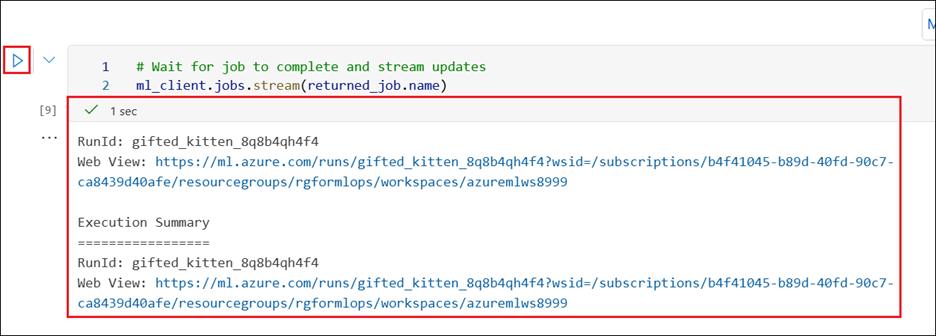 M
1 # Wait for job to complete and stream updates
2 ml_client.jobs.stream(returned_job.name)
[9] 1 sec
...
RunId: gifted_kitten_8q8b4qh4f4
Web View: https://ml.azure.com/runs/gifted_kitten_8q8b4qh4f4?wsid=/subscriptions/b4f41045-b89d-40fd-90c7-
ca8439d40afe/resourcegroups/rgformlops/workspaces/azuremlws8999
Execution Summary
=================
RunId: gifted_kitten_8q8b4qh4f4
Web View: https://ml.azure.com/runs/gifted_kitten_8q8b4qh4f4?wsid=/subscriptions/b4f41045-b89d-40fd-90c7-
ca8439d40afe/resourcegroups/rgformlops/workspaces/azuremlws8999